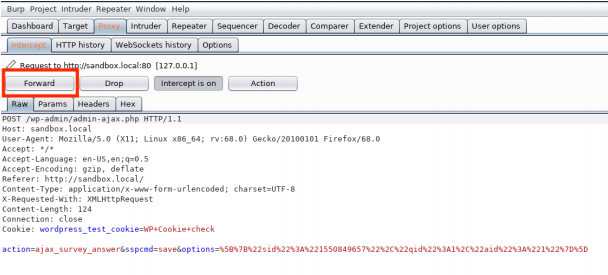 Burp Project Intruder Repeater Window Help
Dashboard Target Proxy Intruder Repeater Sequencer Decoder Comparer Extender Project options User options
Intercept HTTP history WebSockets history Options
Request to http://sandbox.local:80 [127.0.0.1]
Forward Drop Intercept is on Action
Raw Params Headers Hex
POST /wp-admin/admin-ajax.php HTTP/1.1
Host: sandbox.local
User-Agent: Mozilla/5.0 (X11; Linux x86_64; rv:68.0) Gecko/20100101 Firefox/68.0
Accept: */*
Accept-Language: en-US,en;q=0.5
Accept-Encoding: gzip, deflate
Referer: http://sandbox.local/
Content-Type: application/x-www-form-urlencoded; charset=UTF-8
X-Requested-With: XMLHttpRequest
Content-Length: 124
Connection: close
Cookie: wordpress_test_cookie=WP+Cookie+check
action=ajax_survey_answer&sspcmd=save&options=%5B%7B%22sid%22%3A%221550849657%22%2C%22qid%22%3A1%2C%22aid%22%3A%221%22%7D%5D